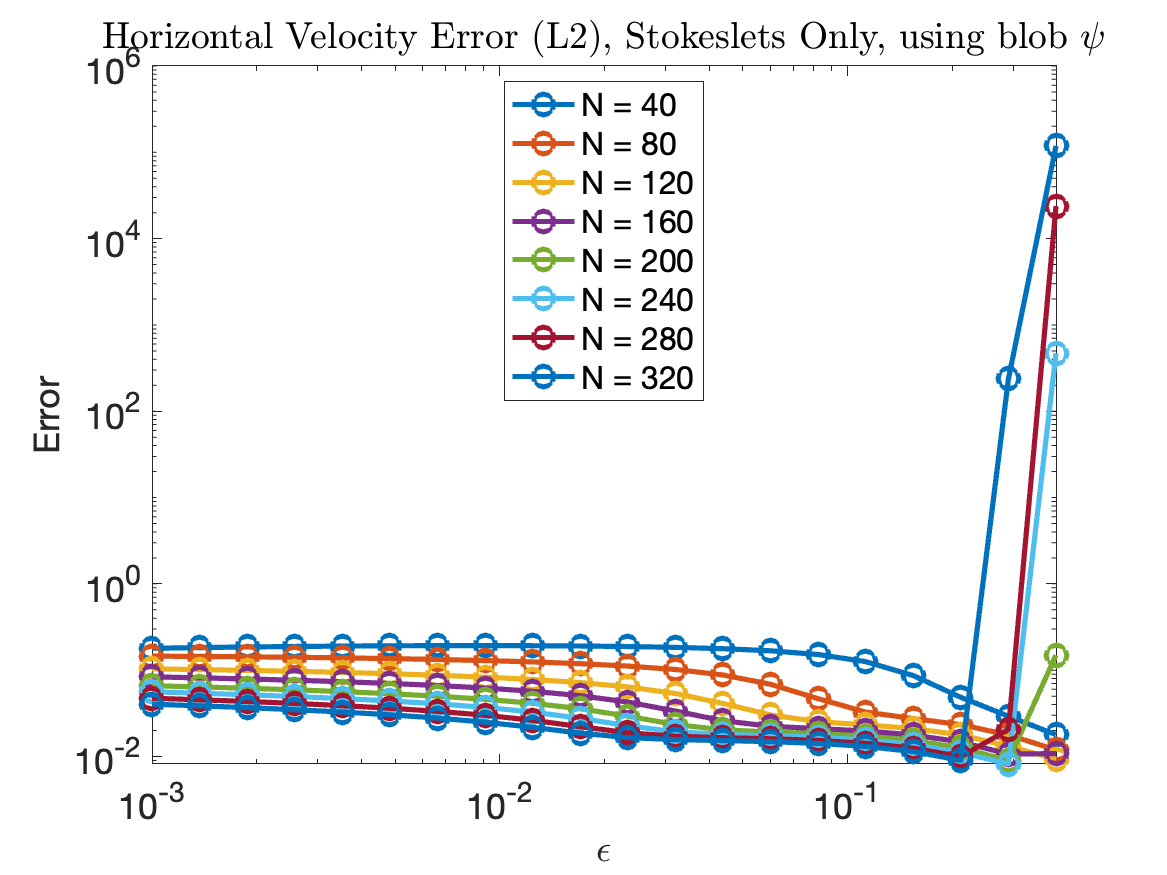 Horizontal Velocity Error (L2), Stokeslets Only, using blob ψ
10^6
10^4
10^2
10^0
10^-2
Error
N = 40
N = 80
N = 120
N = 160
N = 200
N = 240
N = 280
N = 320
10^-3
10^-2
10^-1
ϵ